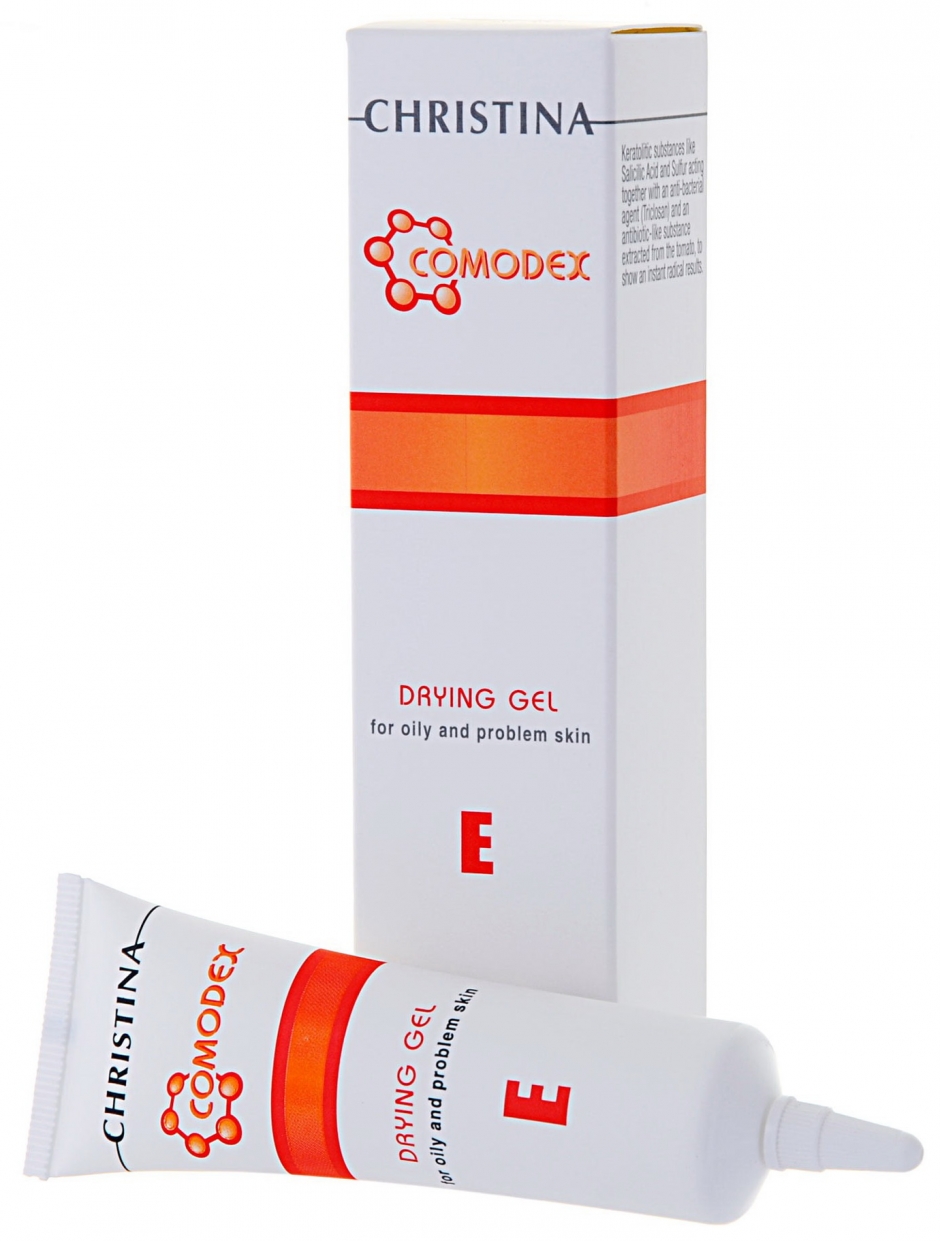 CHRISTINA
COMODEX
DRYING GEL
for oily and problem skin
E
Keratolitic substances like
Salicilic Acid and Sulfur acting
together with an anti-bacterial
agent (Triclosan) and an
antibiotic-like substance
extracted from the tomato, to
show an instant radical results.
CHRISTINA
COMODEX
DRYING GEL
for oily and problem skin
E